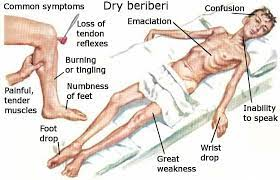 Common symptoms
Dry beriberi
Confusion
Loss of
tendon
reflexes
Emaciation
Burning
or tingling
Painful,
tender
muscles
Numbness
of feet
Inability
to speak
Foot
drop
Great
weakness
Wrist
drop